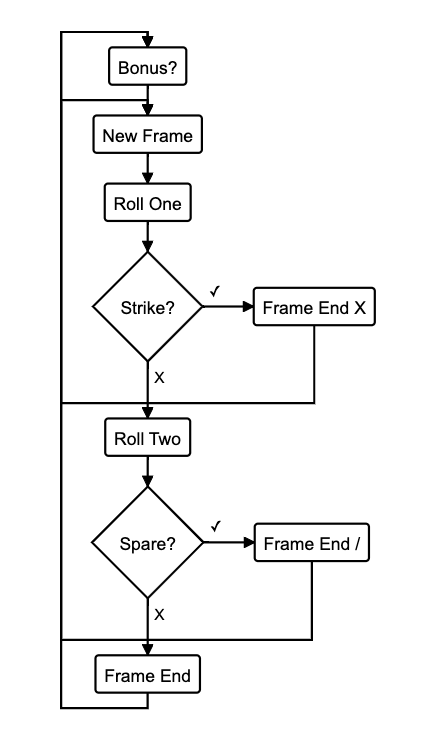 Bonus?
New Frame
Roll One
Strike?
✓
Frame End X
X
Roll Two
Spare?
✓
Frame End /
X
Frame End